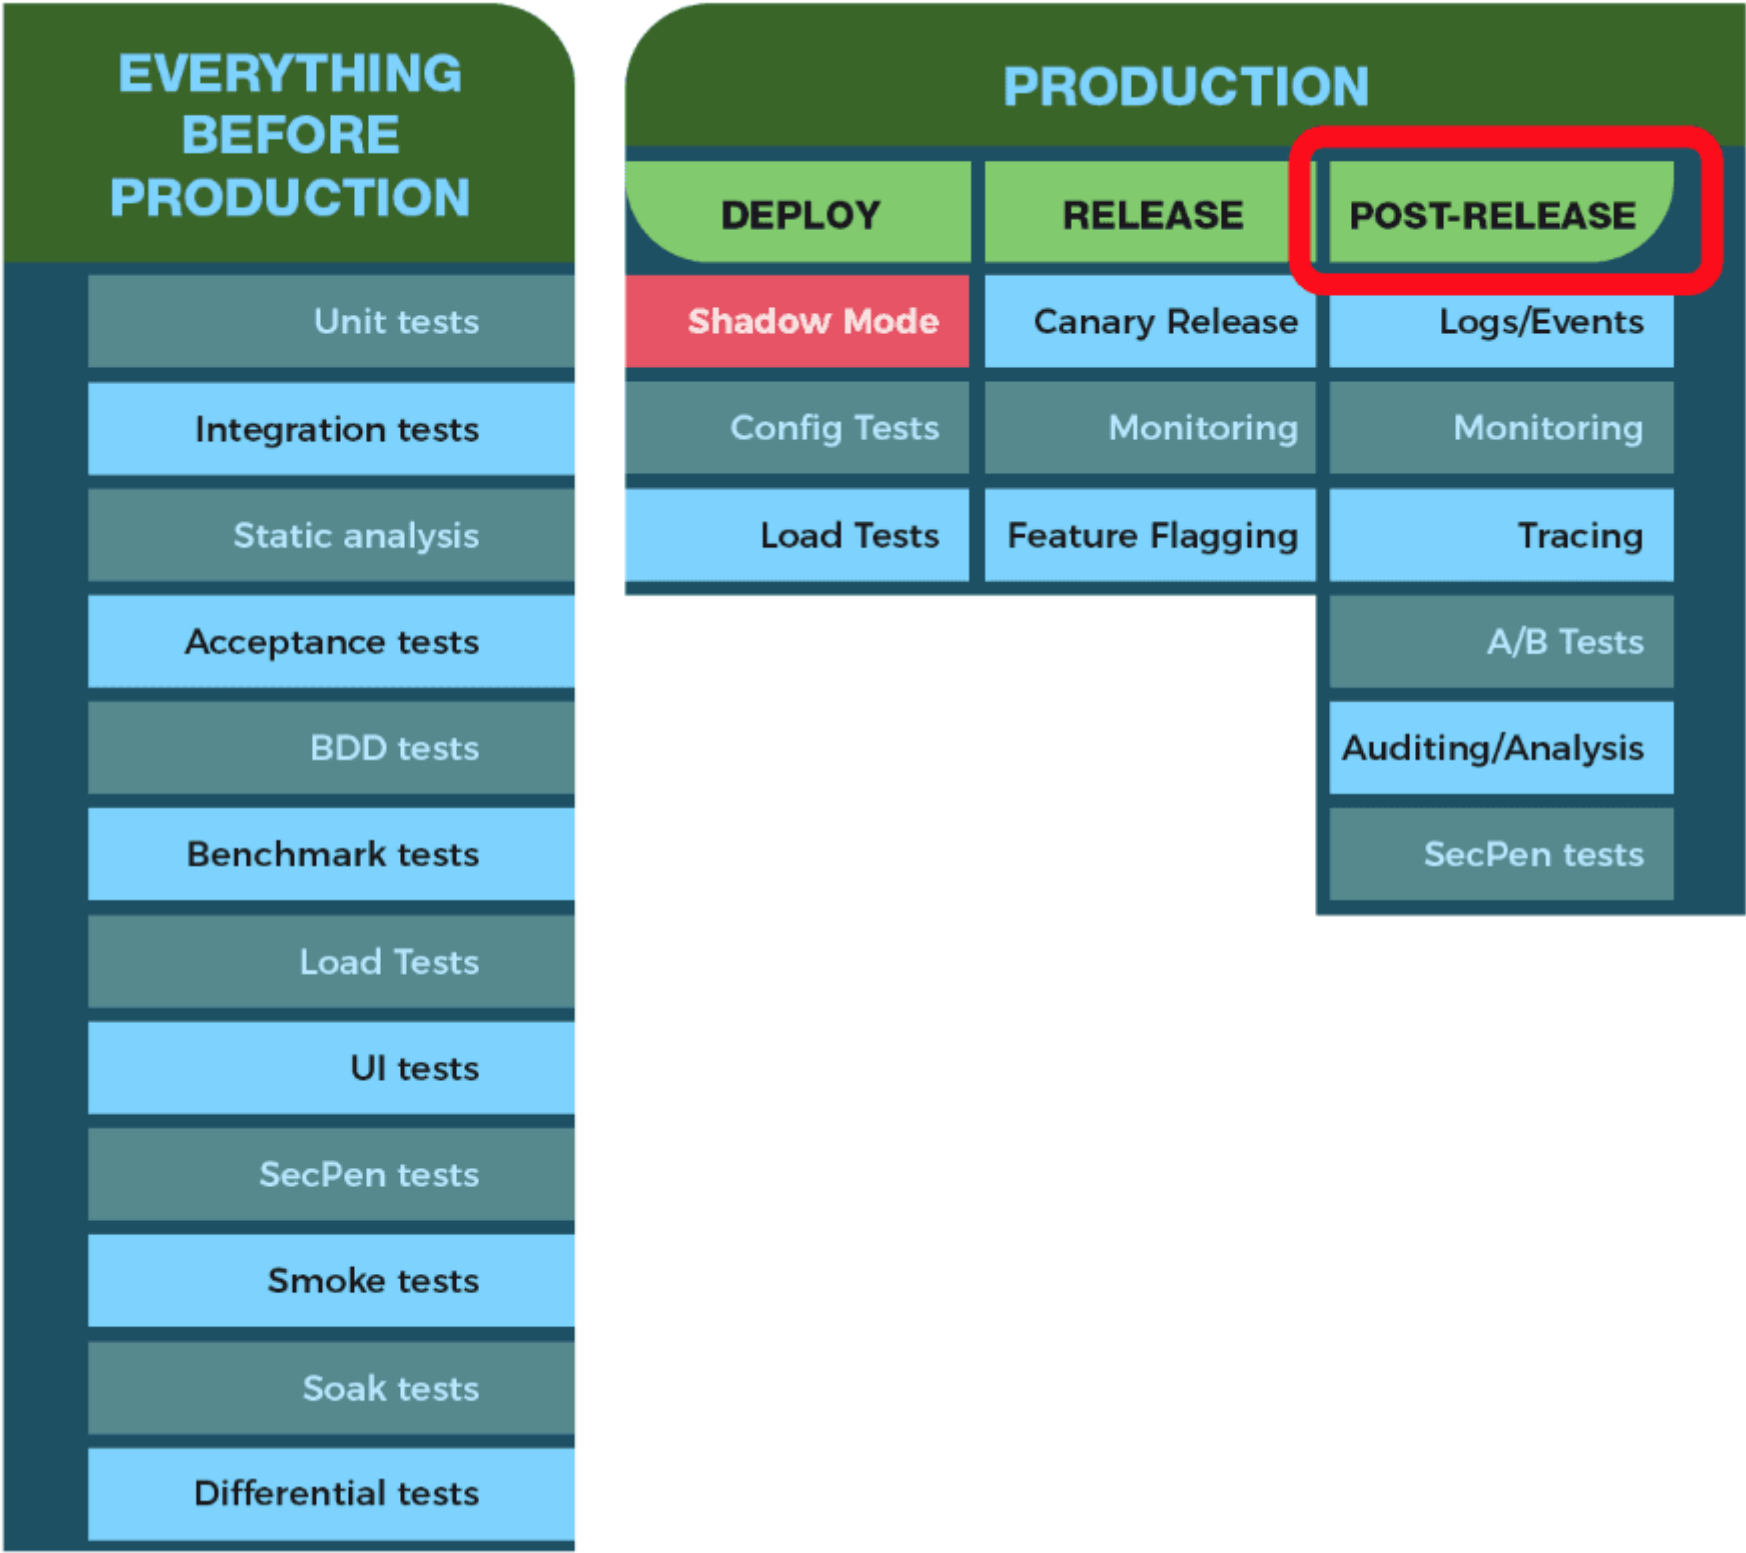 EVERYTHING
BEFORE
PRODUCTION
Unit tests
Integration tests
Static analysis
Acceptance tests
BDD tests
Benchmark tests
Load Tests
UI tests
SecPen tests
Smoke tests
Soak tests
Differential tests
PRODUCTION
DEPLOY
Shadow Mode
Config Tests
Load Tests
RELEASE
Canary Release
Monitoring
Feature Flagging
POST-RELEASE
Logs/Events
Monitoring
Tracing
A/B Tests
Auditing/Analysis
SecPen tests